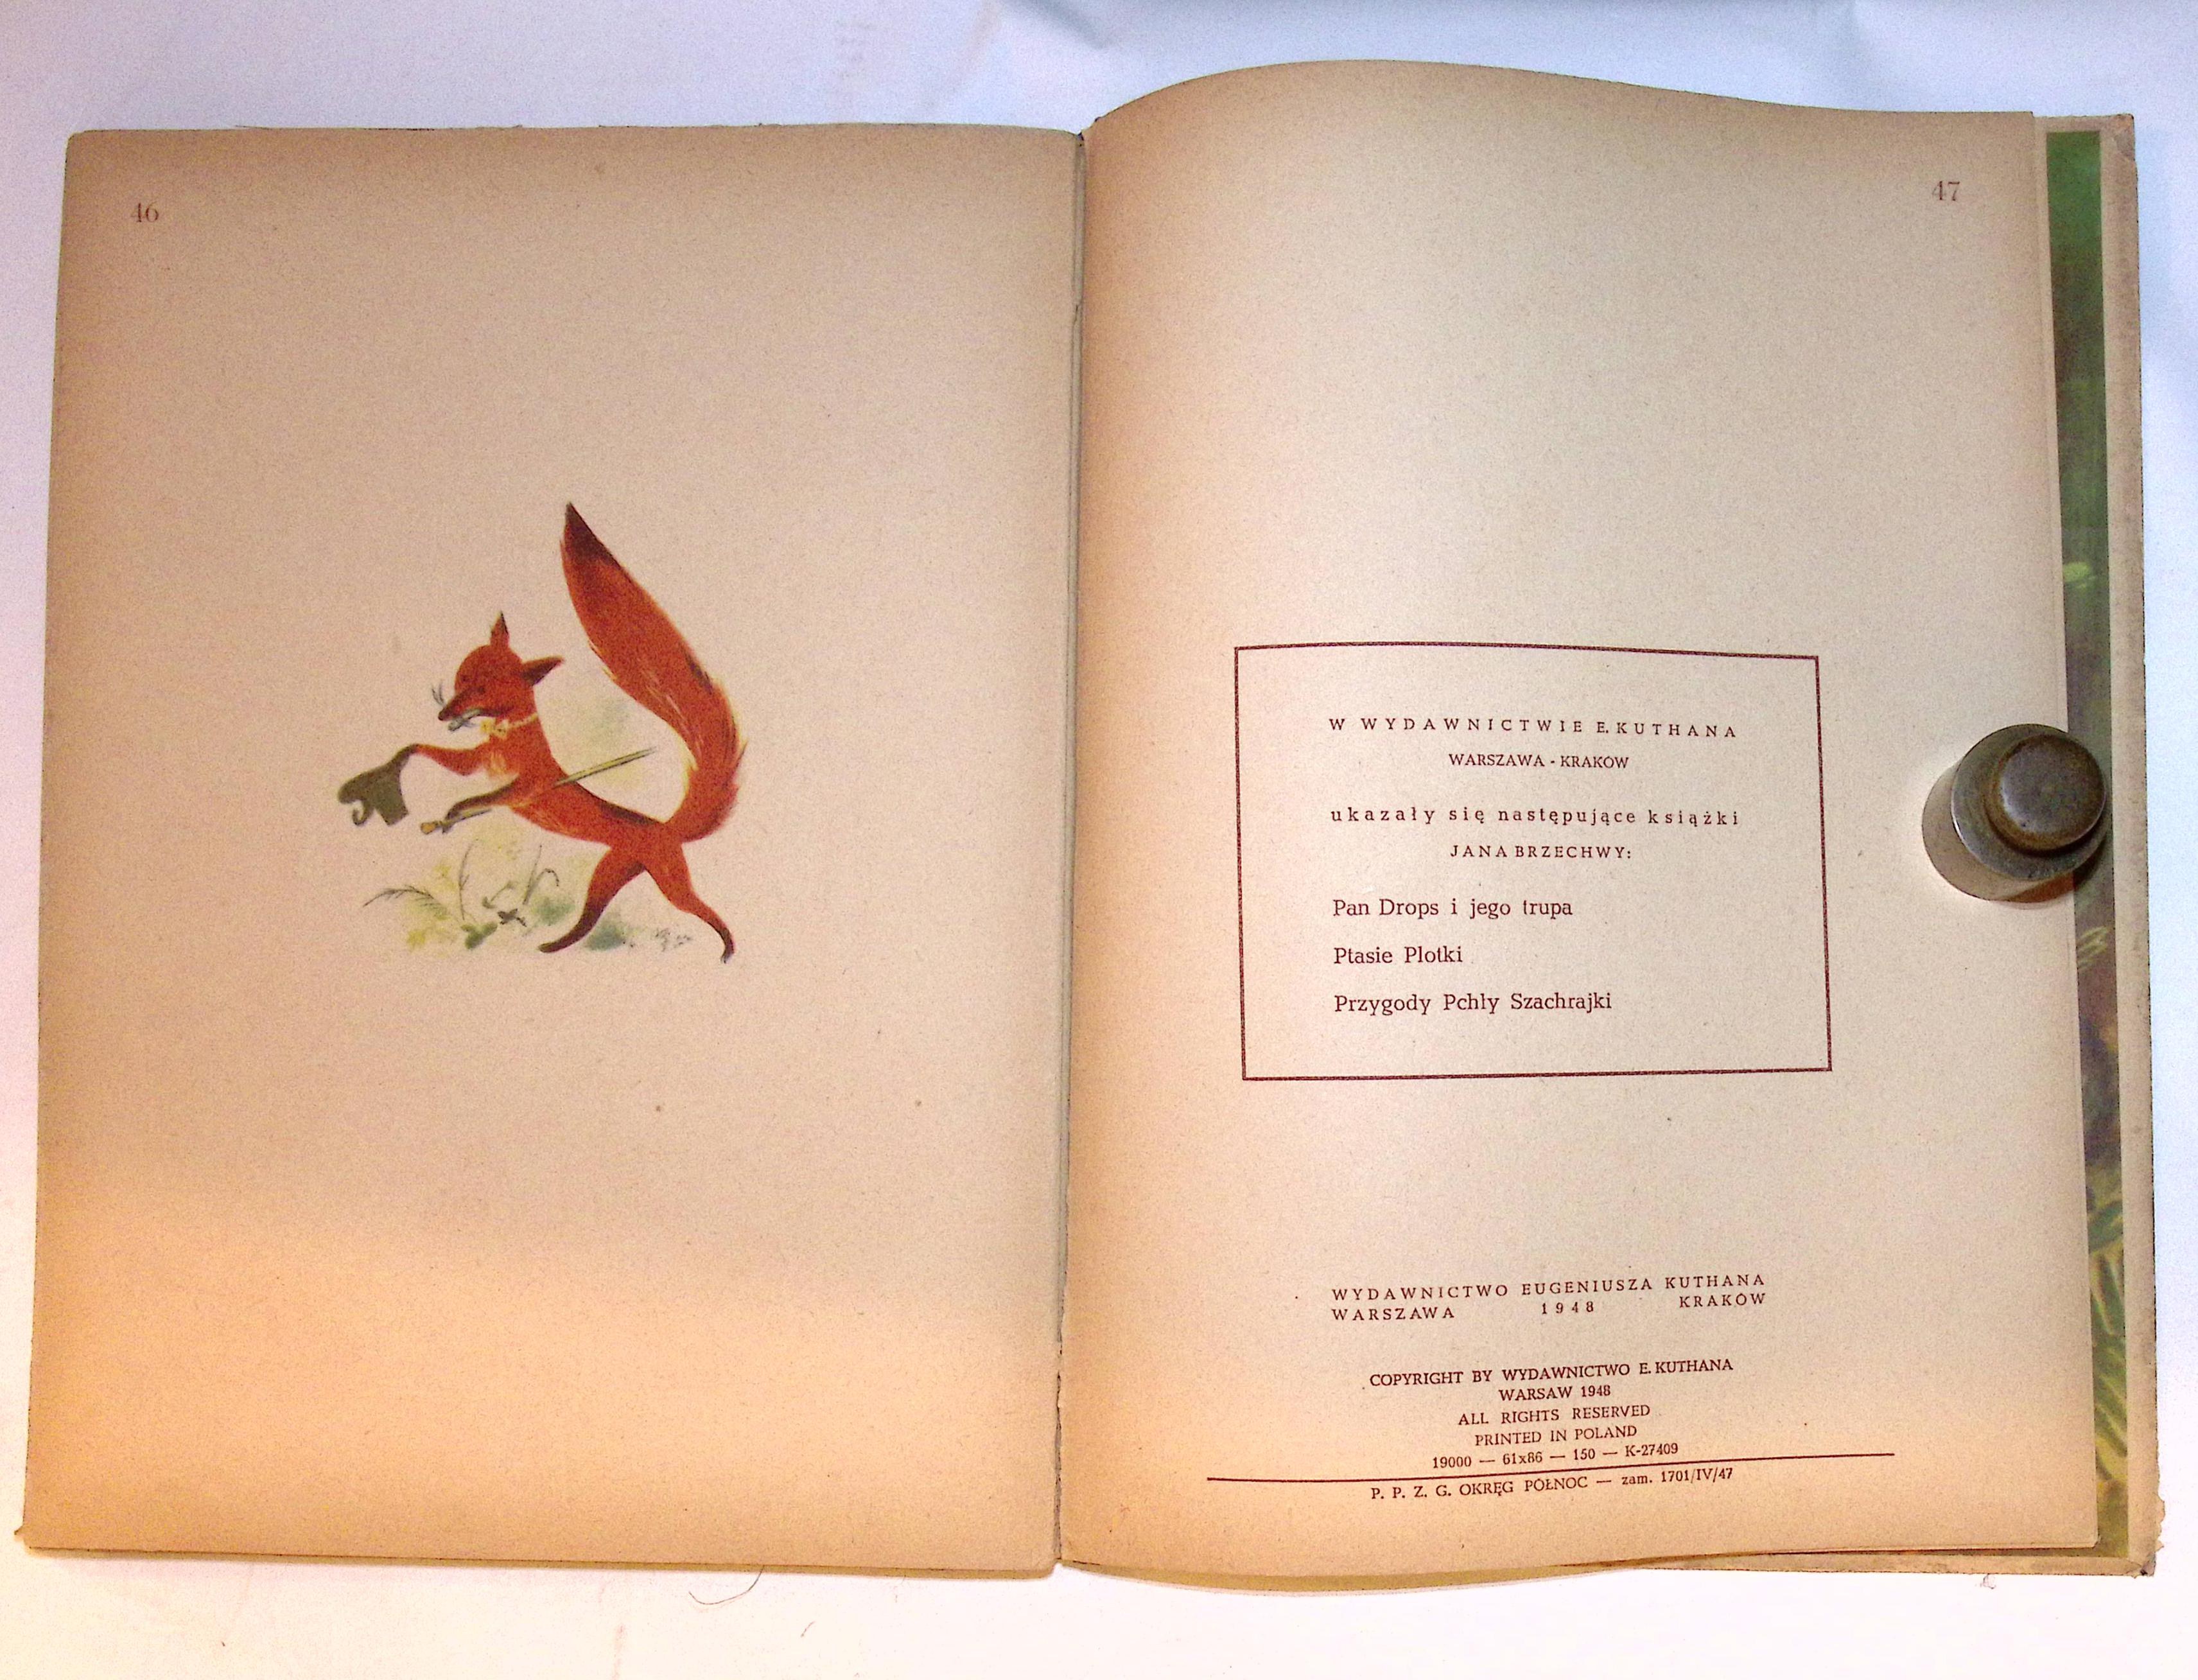 46
47
W WYDAWNICTWIE E. KUTHANA
WARSZAWA - KRAKÓW
ukazały się następujące książki
JANA BRZECHWY:
Pan Drops i jego trupa
Ptasie Plotki
Przygody Pchły Szachrajki
WYDAWNICTWO EUGENIUSZA KUTHANA
WARSZAWA 1948 KRAKÓW
COPYRIGHT BY WYDAWNICTWO E. KUTHANA
WARSAW 1948
ALL RIGHTS RESERVED
PRINTED IN POLAND
19000 — 61x86 — 150 — K-27409
P. P. Z. G. OKRĘG PÓŁNOC — zam. 1701/IV/47